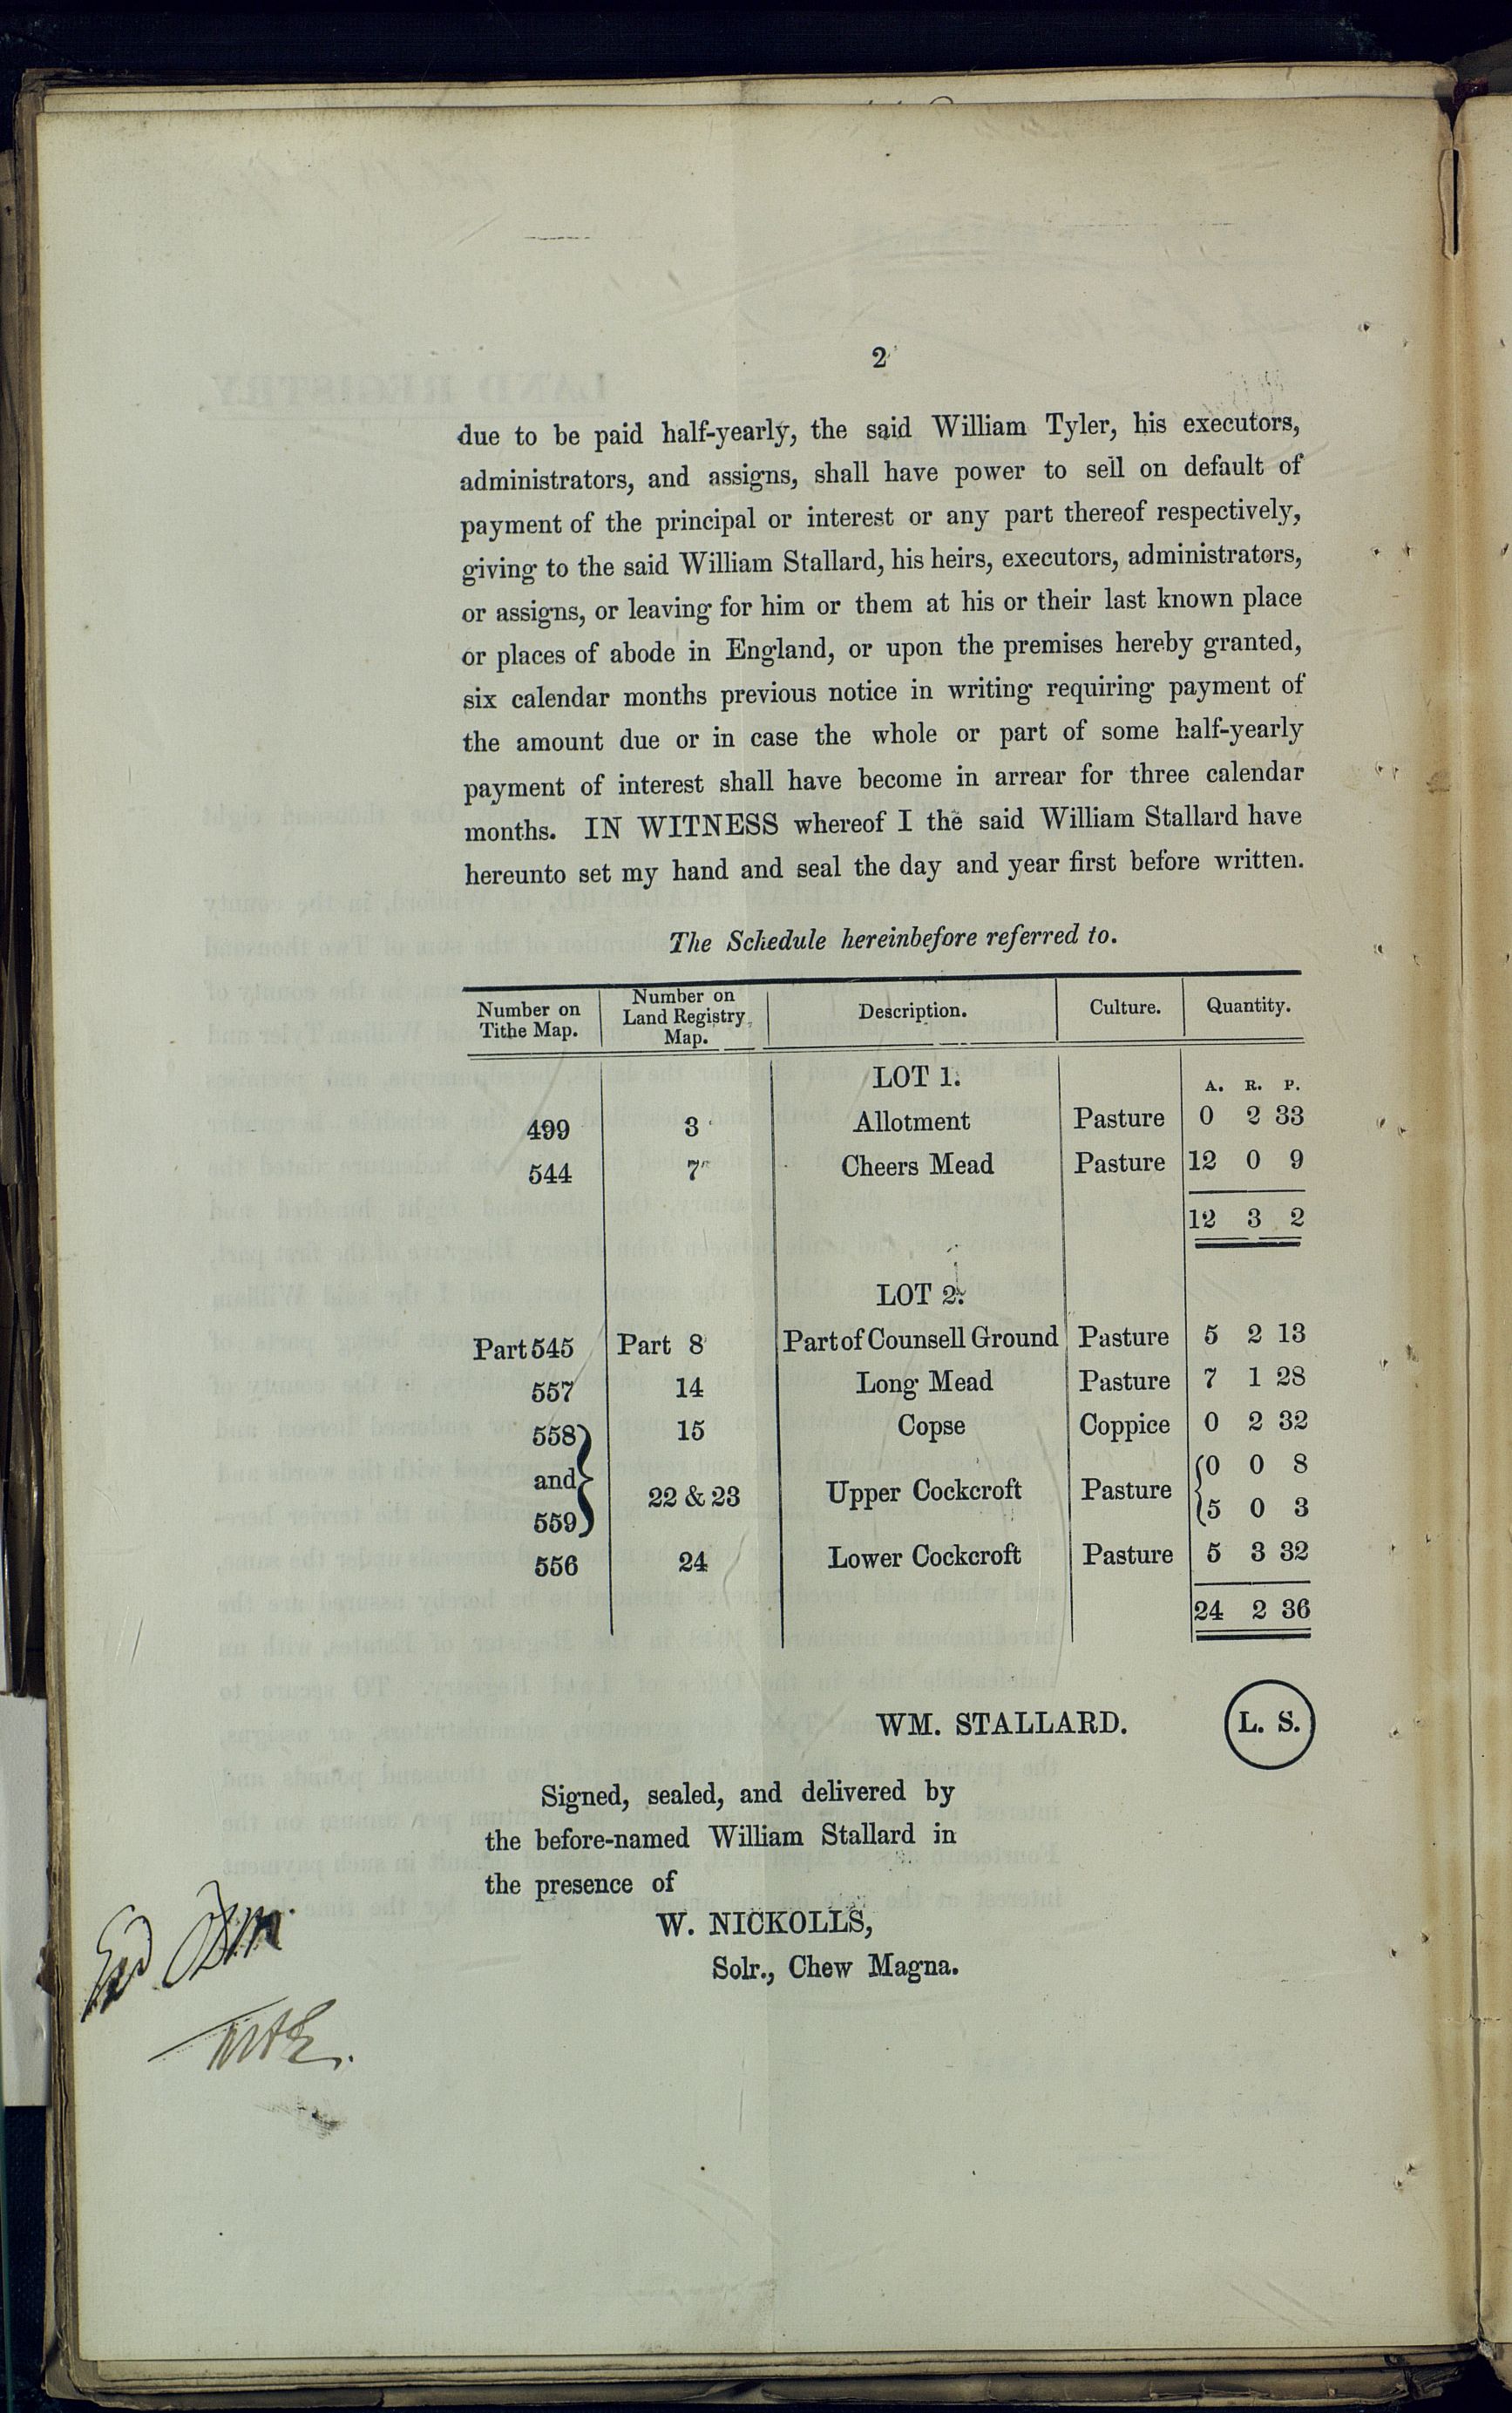 2
due to be paid half-yearly, the said William Tyler, his executors,
administrators, and assigns, shall have power to sell on default of
payment of the principal or interest or any part thereof respectively,
giving to the said William Stallard, his heirs, executors, administrators,
or assigns, or leaving for him or them at his or their last known place
or places of abode in England, or upon the premises hereby granted,
six calendar months previous notice in writing requiring payment of
the amount due or in case the whole or part of some half-yearly
payment of interest shall have become in arrear for three calendar
months. IN WITNESS whereof I the said William Stallard have
hereunto set my hand and seal the day and year first before written.
The Schedule hereinbefore referred to.
Number on Tithe Map. Number on Land Registry Map. Description. Culture. Quantity.
LOT 1.
A. R. P.
499 3 Allotment Pasture 0 2 33
544 7 Cheers Mead Pasture 12 0 9
12 3 2
LOT 2.
Part 545 Part 8 Part of Counsell Ground Pasture 5 2 13
557 14 Long Mead Pasture 7 1 28
558 15 Copse Coppice 0 2 32
and 22 & 23 Upper Cockcroft Pasture 0 0 8
559 5 0 3
556 24 Lower Cockcroft Pasture 5 3 32
24 2 36
WM. STALLARD. L. S.
Signed, sealed, and delivered by
the before-named William Stallard in
the presence of
W. NICKOLLS,
Solr., Chew Magna.